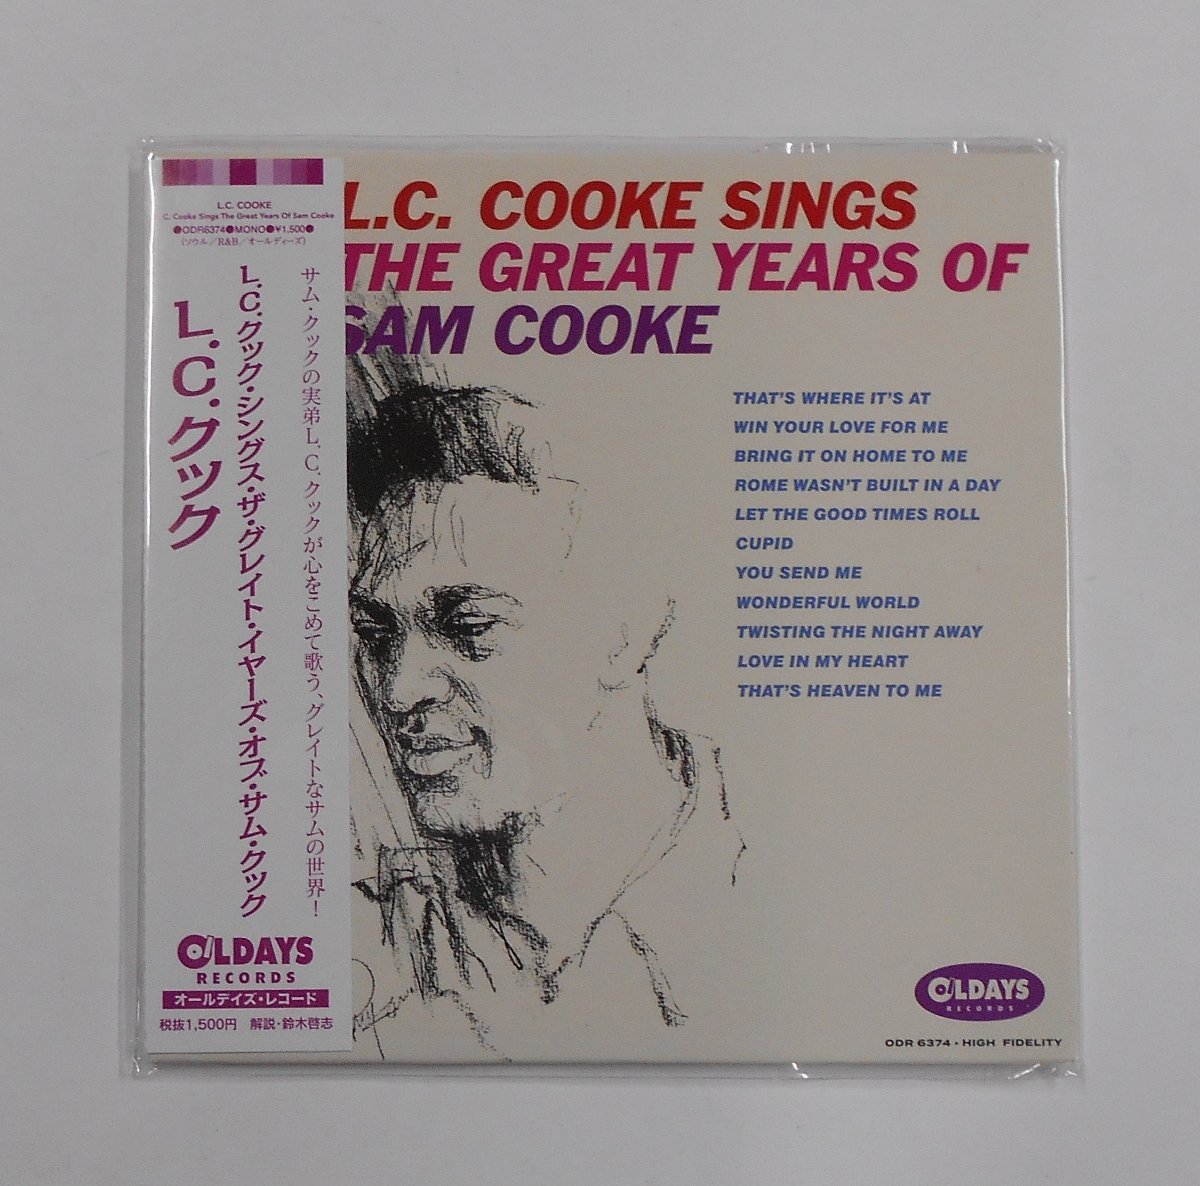 L.C. COOKE
C. Cooke Sings The Great Years Of Sam Cooke
●ODR6374●MONO●¥1,500●
(ソウル／R&B／オールディーズ)
サム・クックの実弟L.C.クックが心をこめて歌う、グレイトなサムの世界！
L.C.クック・シングス・ザ・グレイト・イヤーズ・オブ・サム・クック
L.C.クック
OLDAYS
RECORDS
オールデイズ・レコード
税抜1,500円 解説・鈴木啓志
L.C. COOKE SINGS
THE GREAT YEARS OF
SAM COOKE
THAT'S WHERE IT'S AT
WIN YOUR LOVE FOR ME
BRING IT ON HOME TO ME
ROME WASN'T BUILT IN A DAY
LET THE GOOD TIMES ROLL
CUPID
YOU SEND ME
WONDERFUL WORLD
TWISTING THE NIGHT AWAY
LOVE IN MY HEART
THAT'S HEAVEN TO ME
OLDAYS
RECORDS
ODR 6374 • HIGH FIDELITY